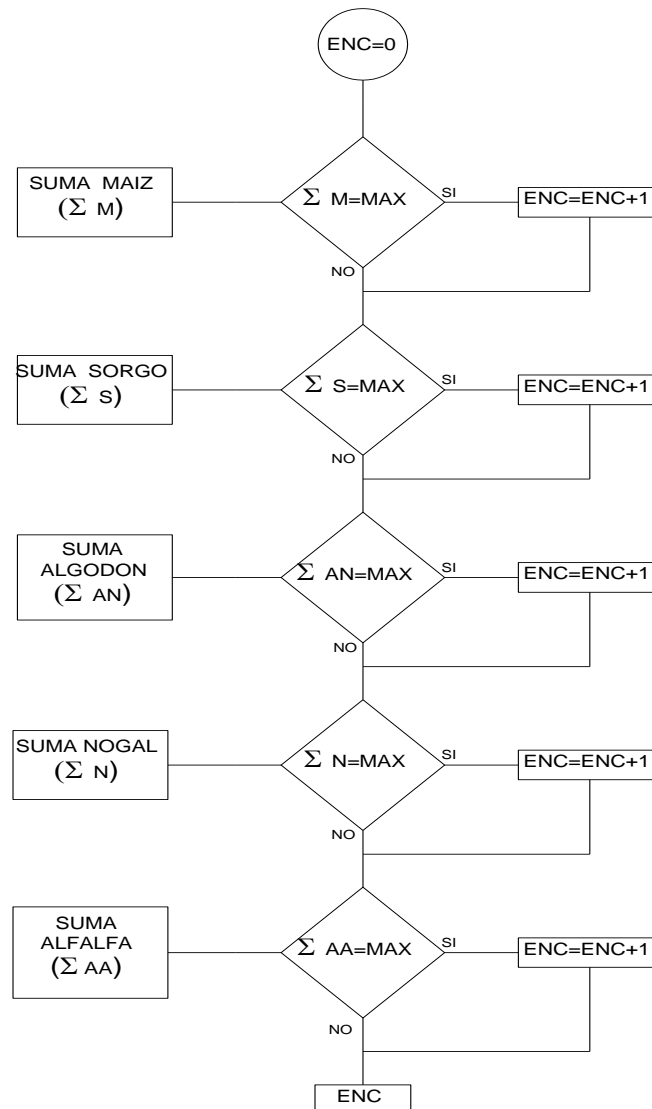 ENC=0
SUMA MAIZ
(Σ M)
Σ M=MAX
SI
ENC=ENC+1
NO
SUMA SORGO
(Σ S)
Σ S=MAX
SI
ENC=ENC+1
NO
SUMA
ALGODON
(Σ AN)
Σ AN=MAX
SI
ENC=ENC+1
NO
SUMA NOGAL
(Σ N)
Σ N=MAX
SI
ENC=ENC+1
NO
SUMA
ALFALFA
(Σ AA)
Σ AA=MAX
SI
ENC=ENC+1
NO
ENC